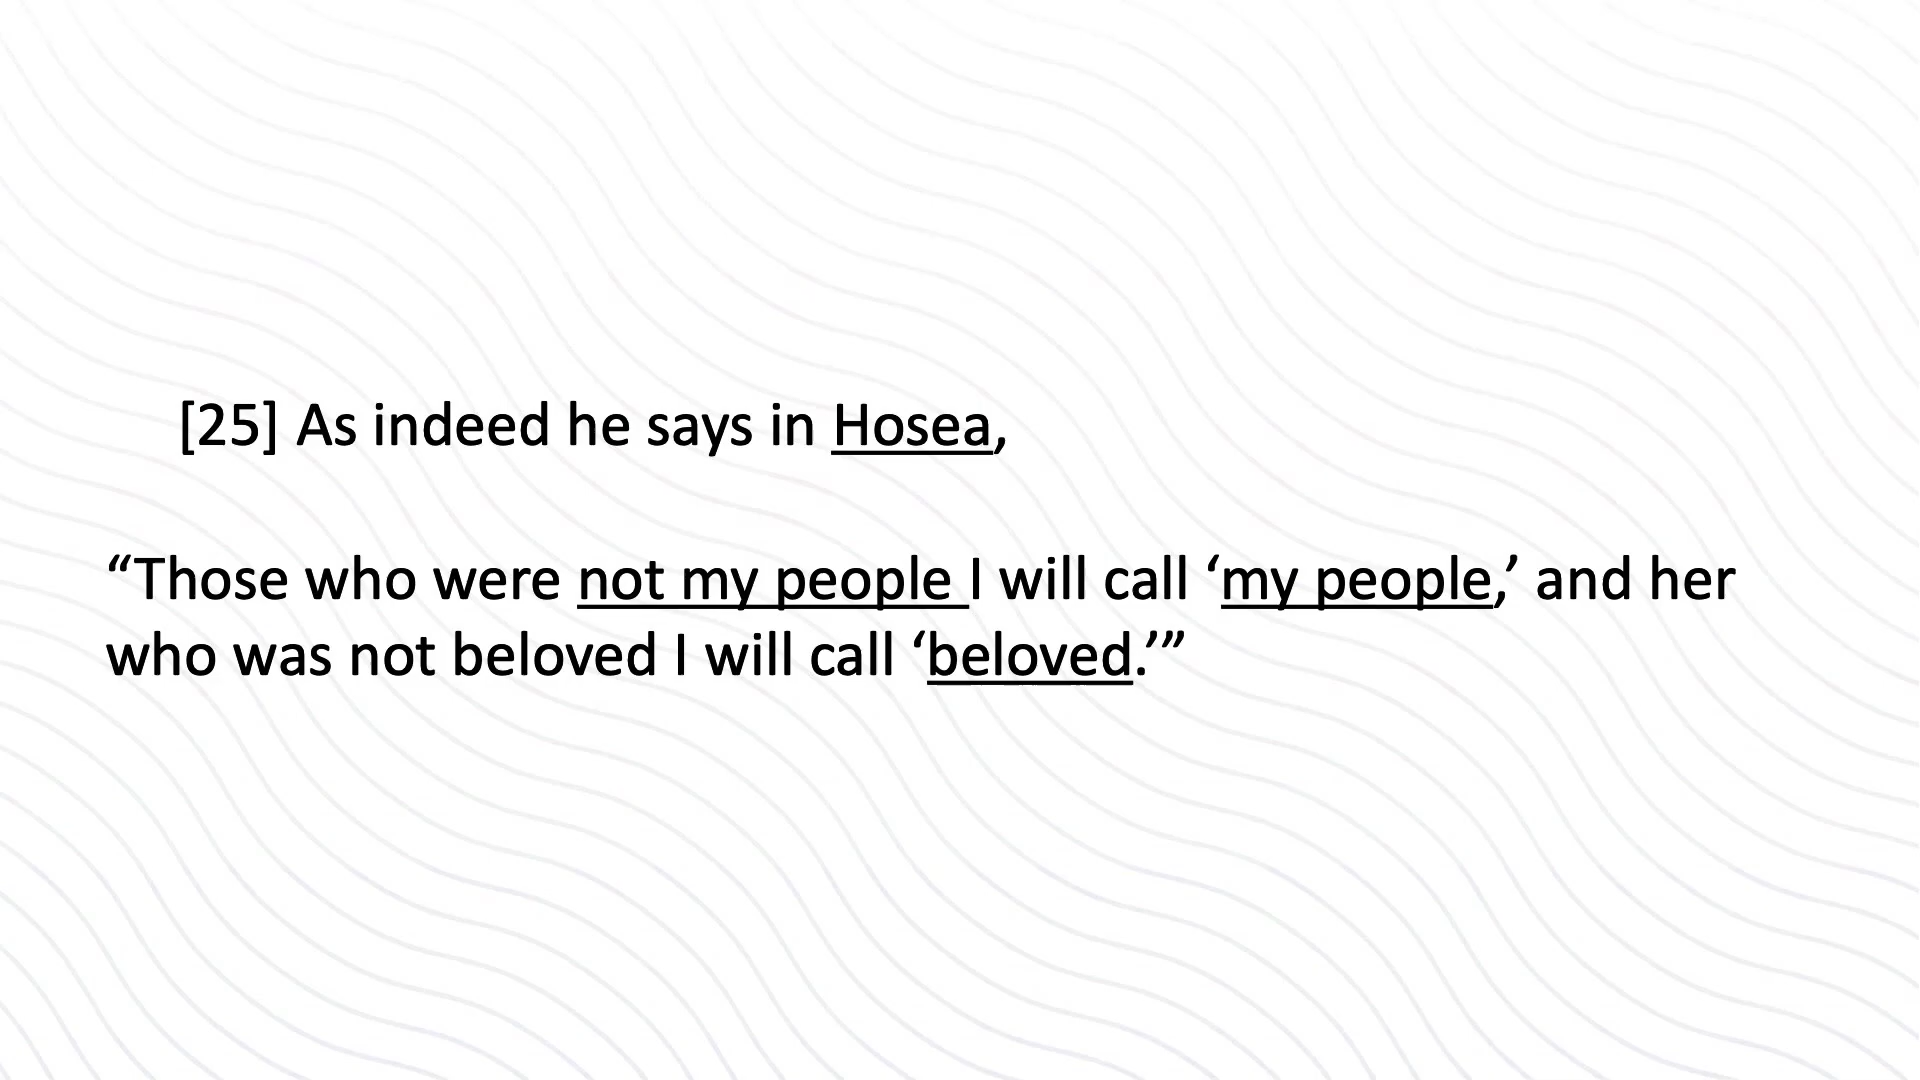 [25] As indeed he says in Hosea,
“Those who were not my people I will call ‘my people,’ and her
who was not beloved I will call ‘beloved.’”